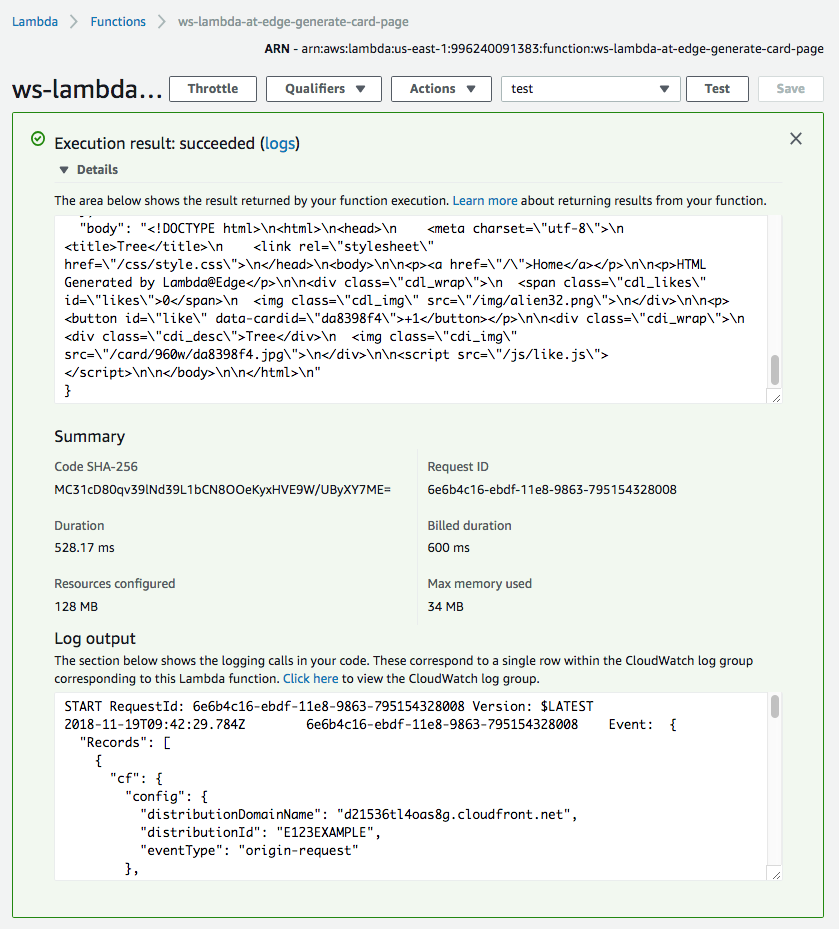 Lambda > Functions > ws-lambda-at-edge-generate-card-page
ARN - arn:aws:lambda:us-east-1:996240091383:function:ws-lambda-at-edge-generate-card-page
ws-lambda... Throttle Qualifiers Actions test Test Save
Execution result: succeeded (logs)
Details
The area below shows the result returned by your function execution. Learn more about returning results from your function.
"body": "<!DOCTYPE html>\n<html>\n<head>\n    <meta charset=\"utf-8\">\n
<title>Tree</title>\n    <link rel=\"stylesheet\"
href=\"/css/style.css\">\n</head>\n<body>\n\n<p><a href=\"/\">Home</a></p>\n\n<p>HTML
Generated by Lambda@Edge</p>\n\n<div class=\"cdl_wrap\">\n  <span class=\"cdl_likes\"
id=\"likes\">0</span>\n  <img class=\"cdl_img\" src=\"/img/alien32.png\">\n</div>\n\n<p>
<button id=\"like\" data-cardid=\"da8398f4\">+1</button></p>\n\n<div class=\"cdi_wrap\">\n
<div class=\"cdi_desc\">Tree</div>\n  <img class=\"cdi_img\"
src=\"/card/960w/da8398f4.jpg\">\n</div>\n\n<script src=\"/js/like.js\">
</script>\n\n</body>\n\n</html>\n"
}
Summary
Code SHA-256
MC31cD80qv39lNd39L1bCN8OOeKyxHVE9W/UByXY7ME=
Request ID
6e6b4c16-ebdf-11e8-9863-795154328008
Duration
528.17 ms
Billed duration
600 ms
Resources configured
128 MB
Max memory used
34 MB
Log output
The section below shows the logging calls in your code. These correspond to a single row within the CloudWatch log group
corresponding to this Lambda function. Click here to view the CloudWatch log group.
START RequestId: 6e6b4c16-ebdf-11e8-9863-795154328008 Version: $LATEST
2018-11-19T09:42:29.784Z        6e6b4c16-ebdf-11e8-9863-795154328008    Event:  {
"Records": [
{
"cf": {
"config": {
"distributionDomainName": "d21536tl4oas8g.cloudfront.net",
"distributionId": "E123EXAMPLE",
"eventType": "origin-request"
},